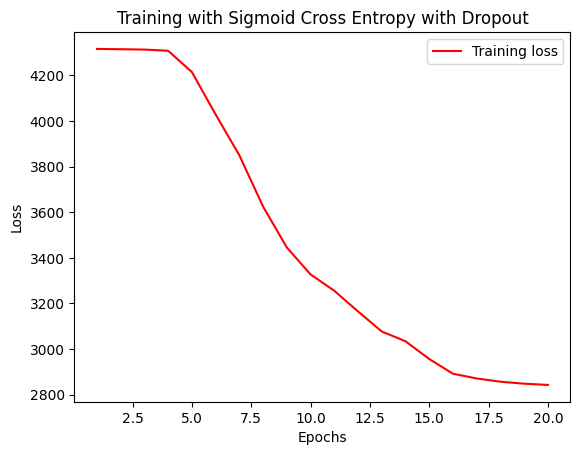 Training with Sigmoid Cross Entropy with Dropout
Training loss
4200
4000
3800
3600
3400
3200
3000
2800
Loss
2.5 5.0 7.5 10.0 12.5 15.0 17.5 20.0
Epochs